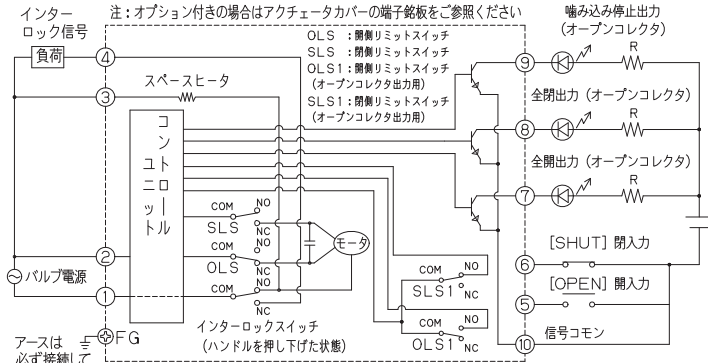 注：オプション付きの場合はアクチェータカバーの端子銘板をご参照ください
インター
ロック信号
負荷
④
③
スペースヒータ
OLS ：開側リミットスイッチ
SLS ：閉側リミットスイッチ
OLS1：開側リミットスイッチ
（オープンコレクタ出力用）
SLS1：閉側リミットスイッチ
（オープンコレクタ出力用）
噛み込み停止出力
（オープンコレクタ）
⑨
R
全閉出力（オープンコレクタ）
⑧
R
全開出力（オープンコレクタ）
⑦
R
コントロール
ユニット
COM
NO
SLS
NC
COM
NO
OLS
NC
モータ
COM
NO
NC
②
バルブ電源
①
インターロックスイッチ
（ハンドルを押し下げた状態）
COM
NO
SLS1
NC
COM
NO
OLS1
NC
[SHUT] 閉入力
⑥
[OPEN] 開入力
⑤
信号コモン
⑩
FG
アースは
必ず接続して